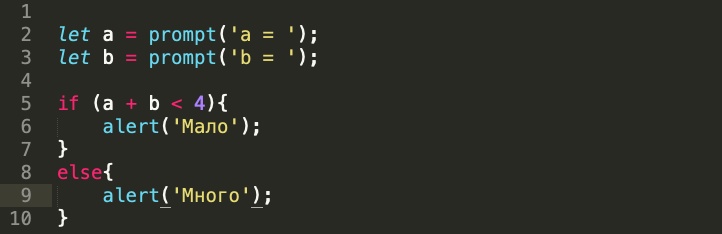 1
2 let a = prompt('a = ');
3 let b = prompt('b = ');
4
5 if (a + b < 4){
6     alert('Мало');
7 }
8 else{
9     alert('Много');
10 }